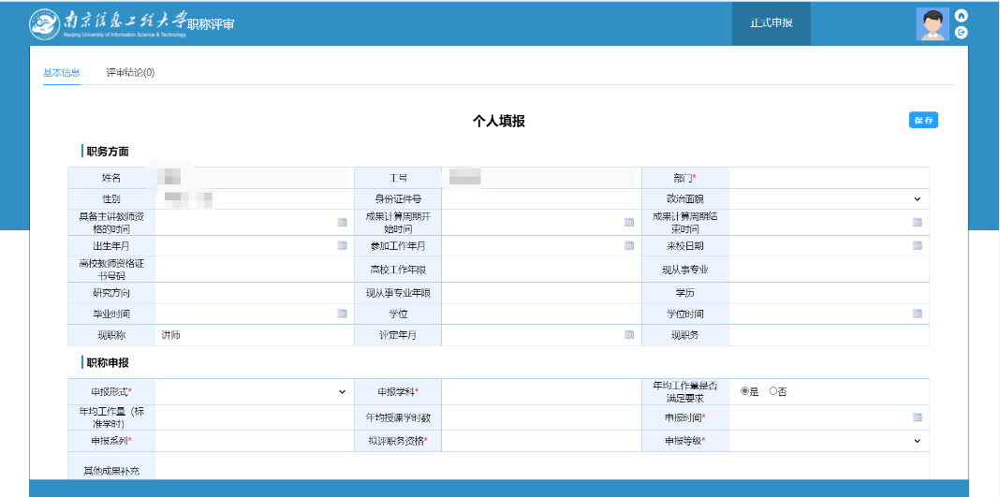 南京信息工程大学 职称评审 正式申报
Nanjing University of Information Science & Technology
基本信息 评审结论(0)
个人填报 保存
职务方面
姓名 工号 部门*
性别 身份证件号 政治面貌
具备主讲教师资格的时间 成果计算周期开始时间 成果计算周期结束时间
出生年月 参加工作年月 来校日期
高校教师资格证书号码 高校工作年限 现从事专业
研究方向 现从事专业年限 学历
毕业时间 学位 学位时间
现职称 讲师 评定年月 现职务
职称申报
申报形式* 申报学科* 年均工作量是否满足要求 是 否
年均工作量（标准学时） 年均授课学时数 申报时间*
申报系列* 拟评职务资格* 申报等级*
其他成果补充